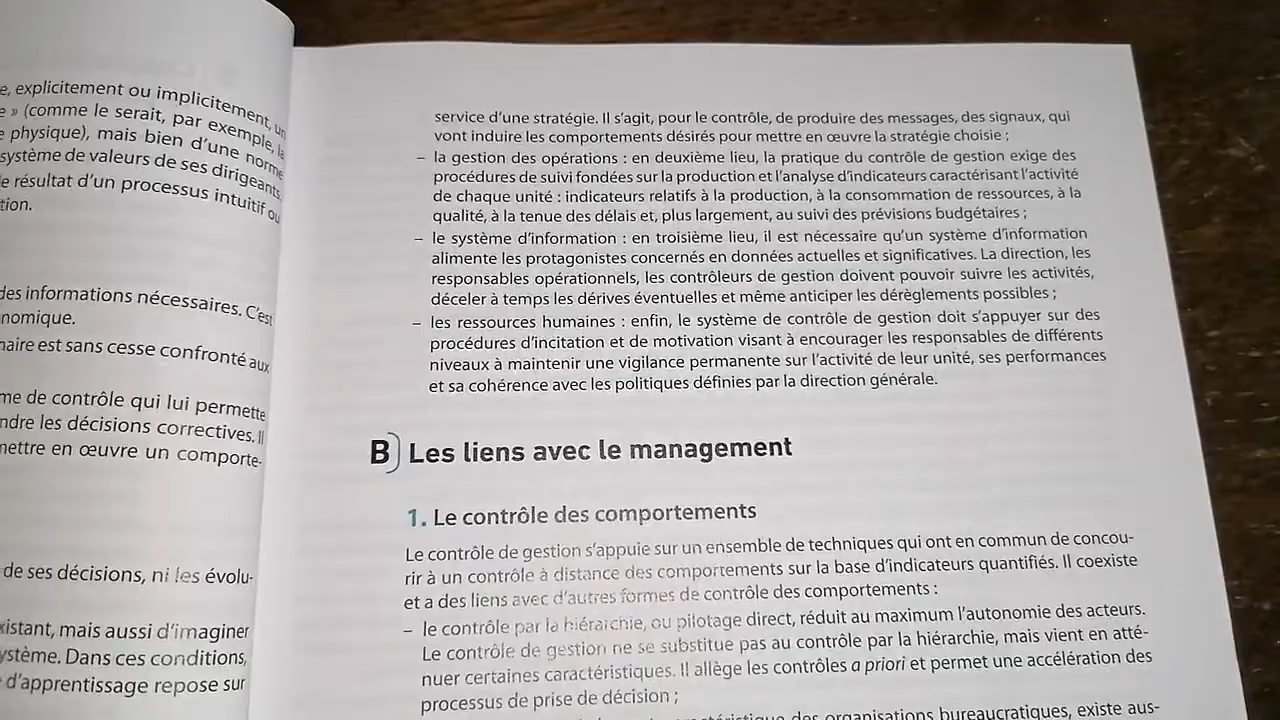 e, explicitement ou implicitement, un
e » (comme le serait, par exemple, la
e physique), mais bien d'une norme
système de valeurs de ses dirigeants,
e résultat d'un processus intuitif ou
tion.
des informations nécessaires. C'est
nomique.
naire est sans cesse confronté aux
me de contrôle qui lui permette
ndre les décisions correctives. Il
mettre en œuvre un comporte-
de ses décisions, ni les évolu-
xistant, mais aussi d'imaginer
ystème. Dans ces conditions,
d'apprentissage repose sur
service d'une stratégie. Il s'agit, pour le contrôle, de produire des messages, des signaux, qui
vont induire les comportements désirés pour mettre en œuvre la stratégie choisie ;
– la gestion des opérations : en deuxième lieu, la pratique du contrôle de gestion exige des
procédures de suivi fondées sur la production et l'analyse d'indicateurs caractérisant l'activité
de chaque unité : indicateurs relatifs à la production, à la consommation de ressources, à la
qualité, à la tenue des délais et, plus largement, au suivi des prévisions budgétaires ;
– le système d'information : en troisième lieu, il est nécessaire qu'un système d'information
alimente les protagonistes concernés en données actuelles et significatives. La direction, les
responsables opérationnels, les contrôleurs de gestion doivent pouvoir suivre les activités,
déceler à temps les dérives éventuelles et même anticiper les dérèglements possibles ;
– les ressources humaines : enfin, le système de contrôle de gestion doit s'appuyer sur des
procédures d'incitation et de motivation visant à encourager les responsables de différents
niveaux à maintenir une vigilance permanente sur l'activité de leur unité, ses performances
et sa cohérence avec les politiques définies par la direction générale.
B) Les liens avec le management
1. Le contrôle des comportements
Le contrôle de gestion s'appuie sur un ensemble de techniques qui ont en commun de concou-
rir à un contrôle à distance des comportements sur la base d'indicateurs quantifiés. Il coexiste
et a des liens avec d'autres formes de contrôle des comportements :
– le contrôle par la hiérarchie, ou pilotage direct, réduit au maximum l'autonomie des acteurs.
Le contrôle de gestion ne se substitue pas au contrôle par la hiérarchie, mais vient en atté-
nuer certaines caractéristiques. Il allège les contrôles a priori et permet une accélération des
processus de prise de décision ;
des organisations bureaucratiques, existe aus-